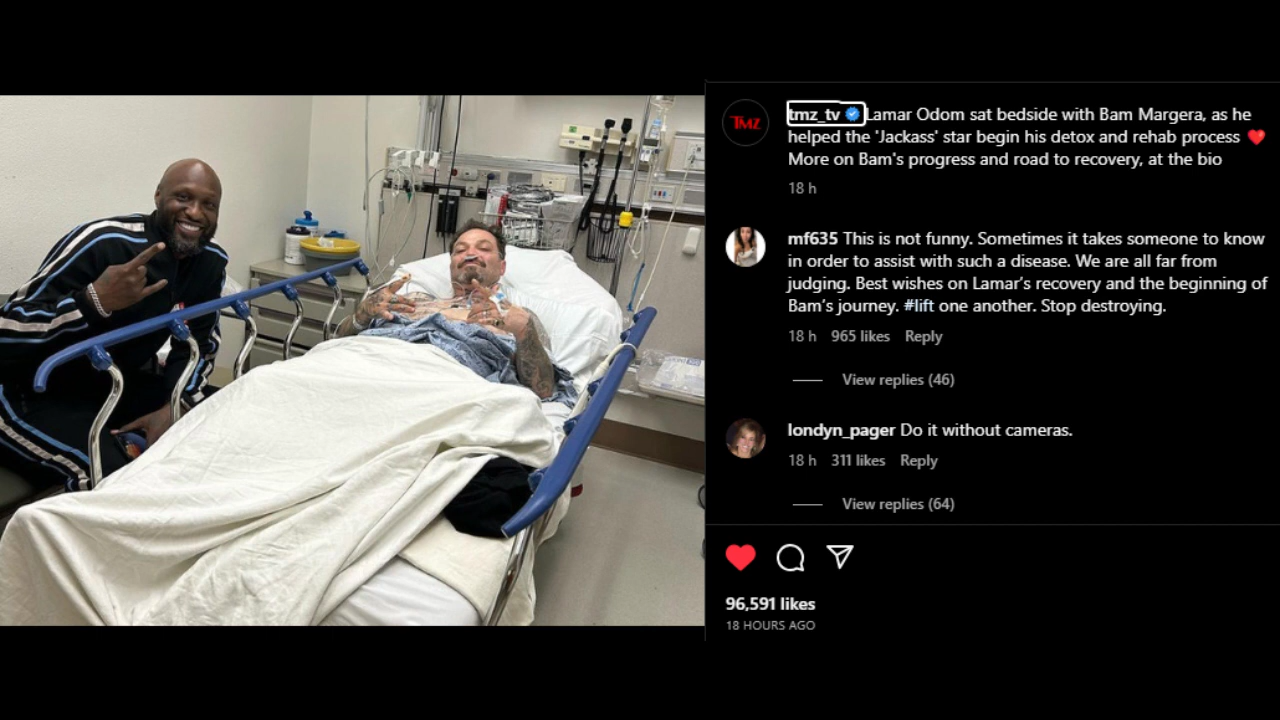 TMZ
tmz_tv Lamar Odom sat bedside with Bam Margera, as he
helped the 'Jackass' star begin his detox and rehab process ❤️
More on Bam's progress and road to recovery, at the bio
18 h
mf635 This is not funny. Sometimes it takes someone to know
in order to assist with such a disease. We are all far from
judging. Best wishes on Lamar's recovery and the beginning of
Bam's journey. #lift one another. Stop destroying.
18 h 965 likes Reply
View replies (46)
londyn_pager Do it without cameras.
18 h 311 likes Reply
View replies (64)
96,591 likes
18 HOURS AGO